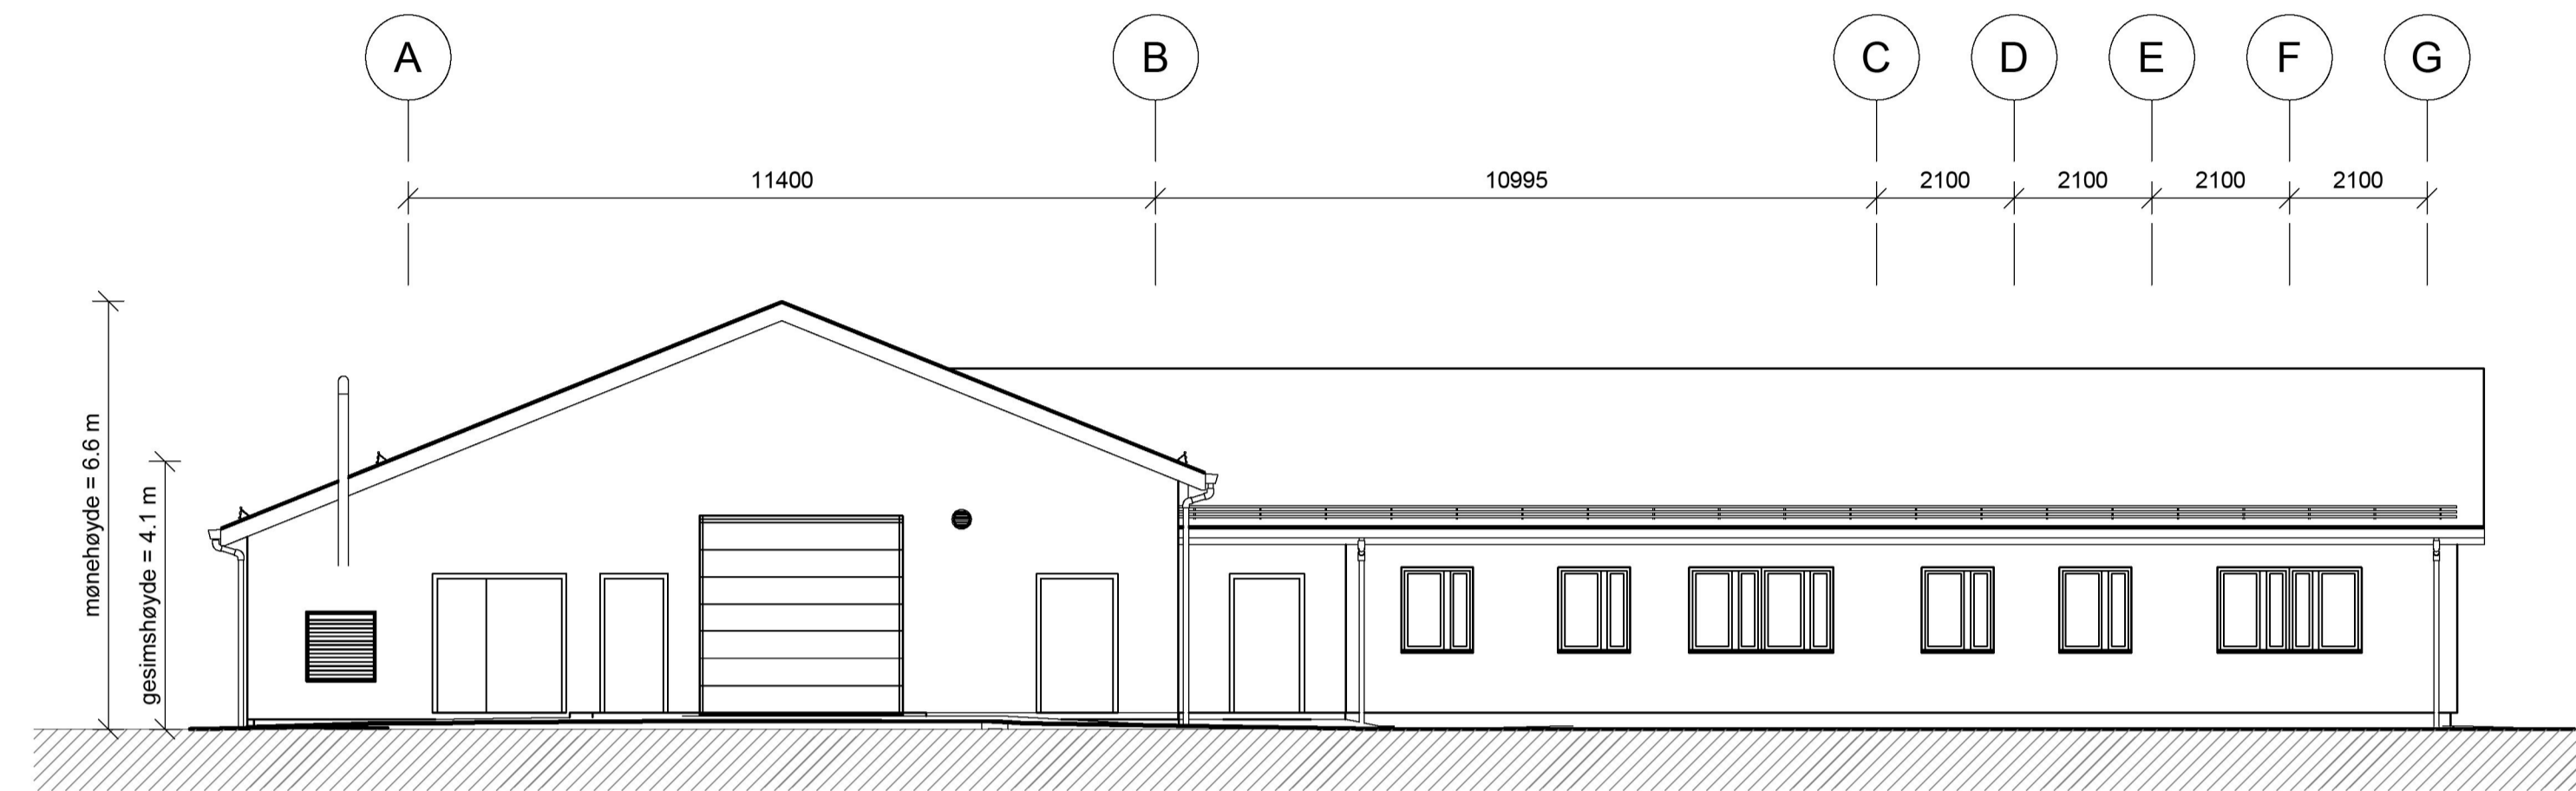 A B C D E F G
11400 10995 2100 2100 2100 2100
mønehøyde = 6.6 m
gesimshøyde = 4.1 m